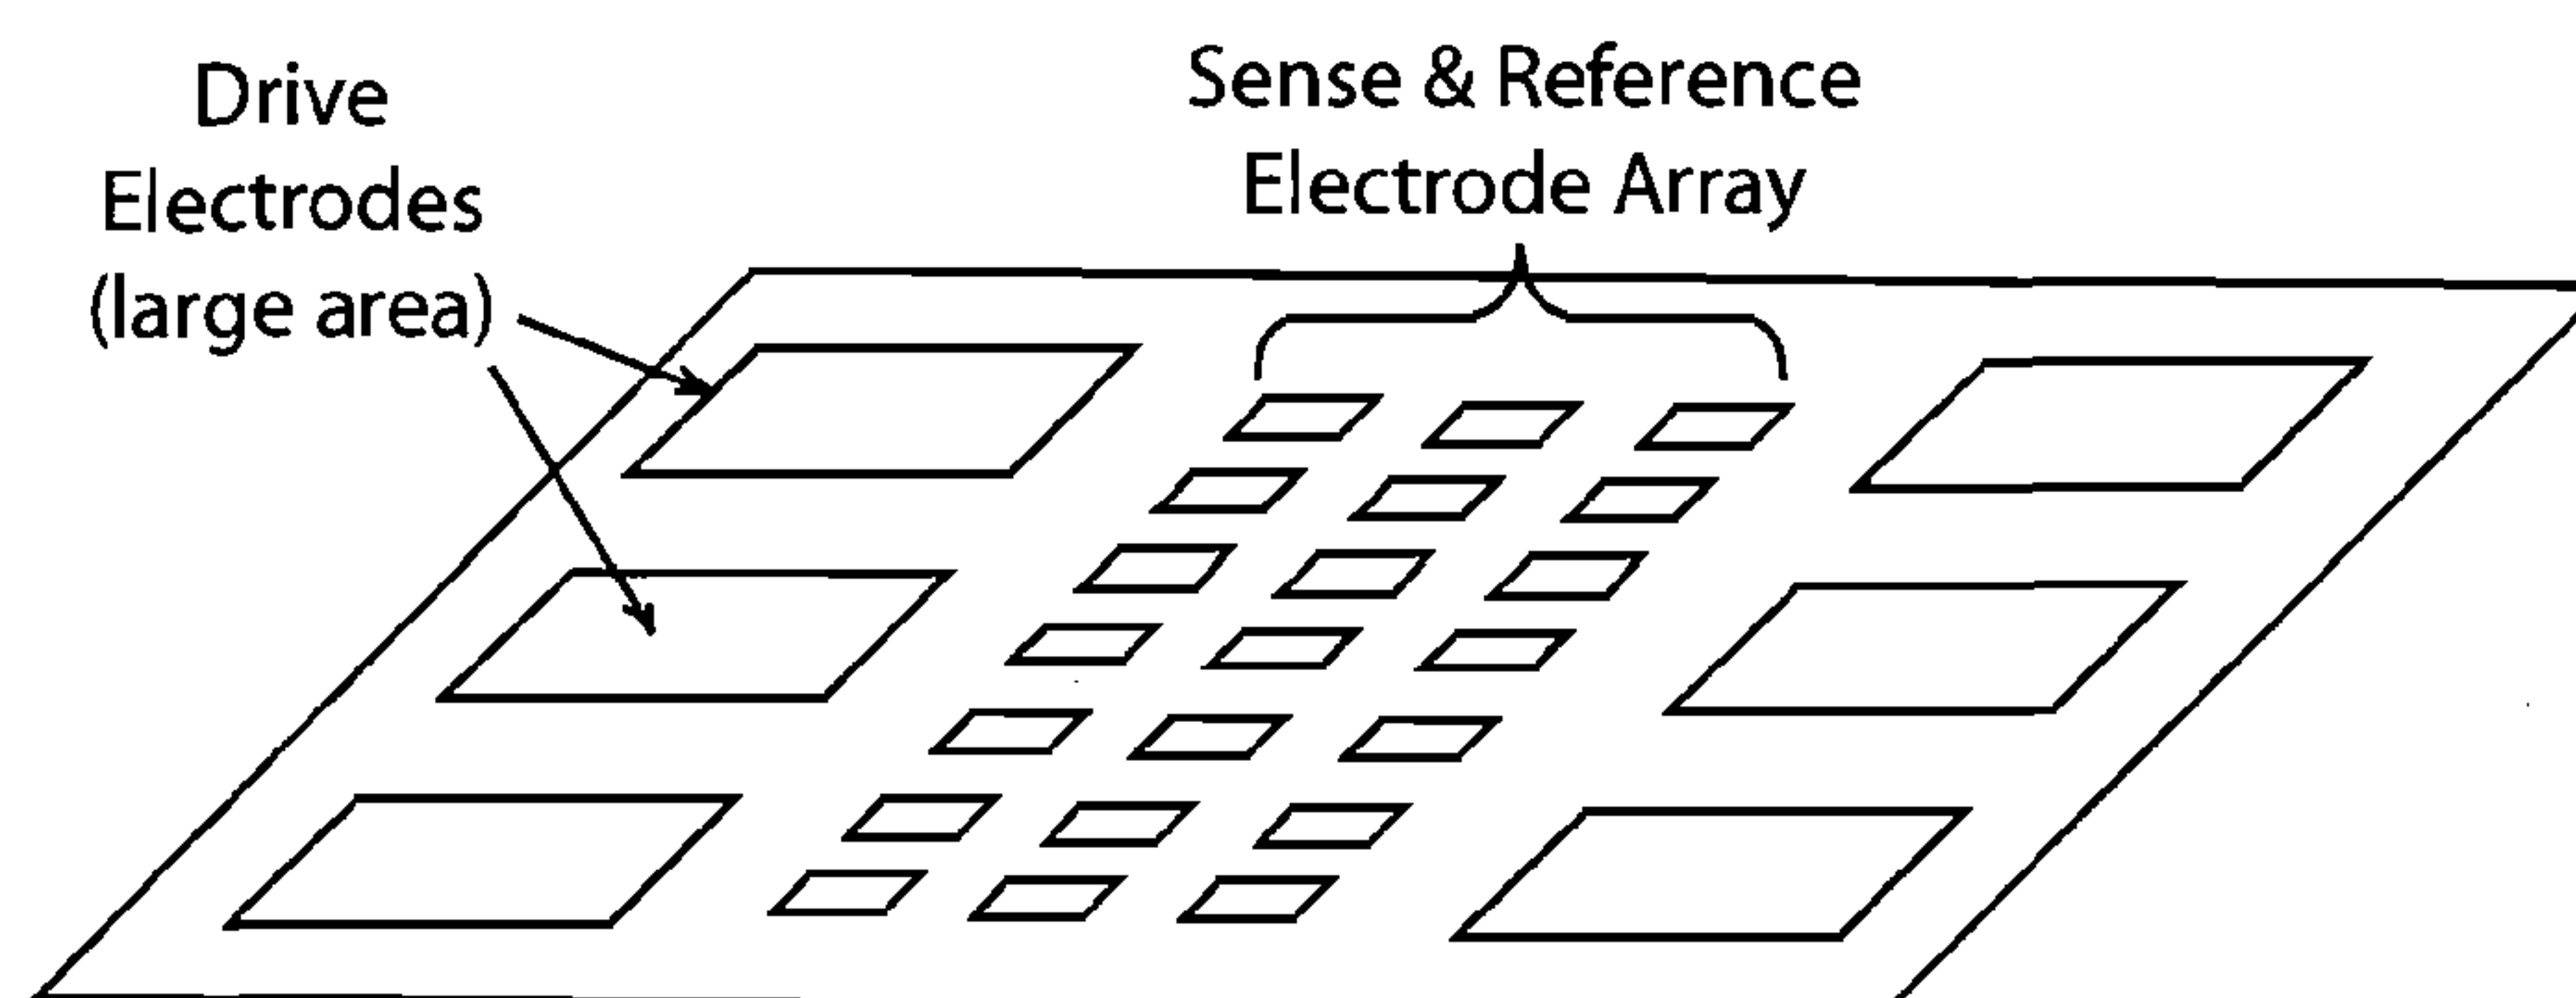 Drive
Electrodes
(large area)
Sense & Reference
Electrode Array